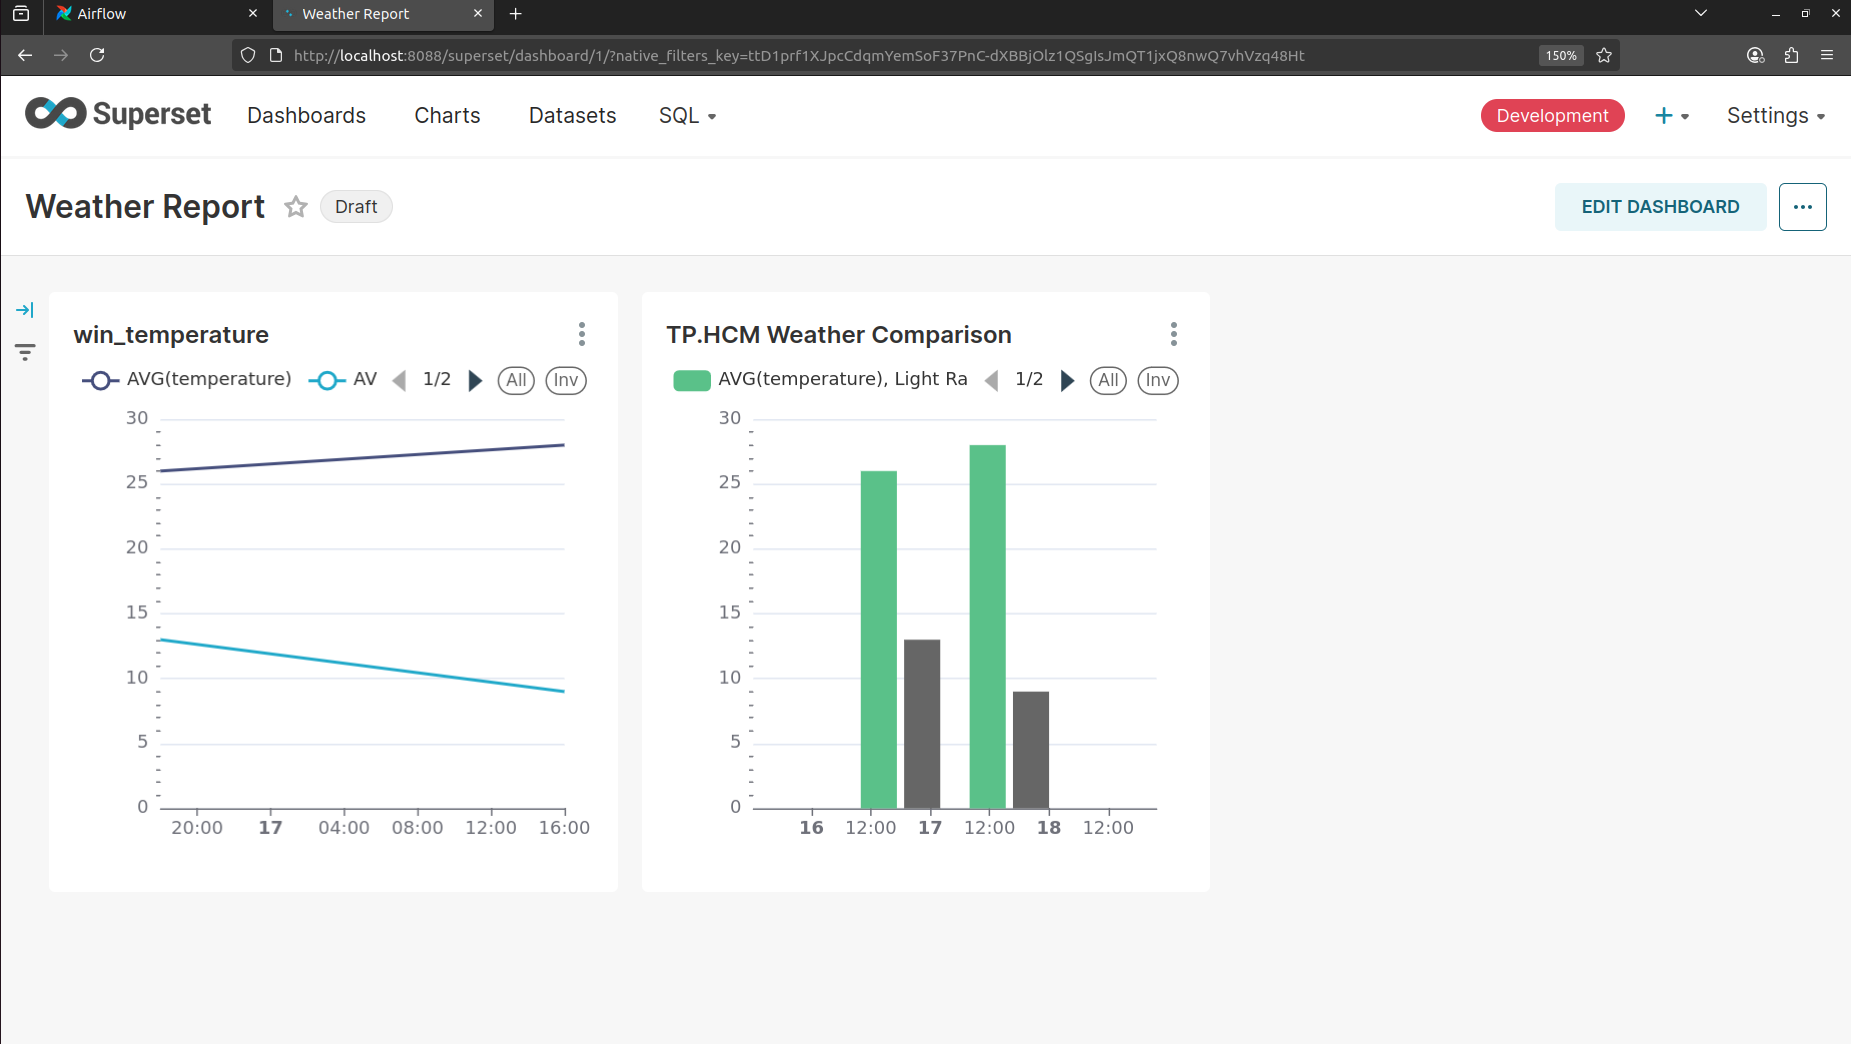 Airflow
Weather Report
http://localhost:8088/superset/dashboard/1/?native_filters_key=ttD1prf1XJpcCdqmYemSoF37PnC-dXBBjOlz1QSgIsJmQT1jxQ8nwQ7vhVzq48Ht
150%
Superset Dashboards Charts Datasets SQL
Development + Settings
Weather Report Draft
EDIT DASHBOARD
win_temperature
AVG(temperature) AV 1/2 All Inv
30
25
20
15
10
5
0
20:00 17 04:00 08:00 12:00 16:00
TP.HCM Weather Comparison
AVG(temperature), Light Ra 1/2 All Inv
30
25
20
15
10
5
0
16 12:00 17 12:00 18 12:00